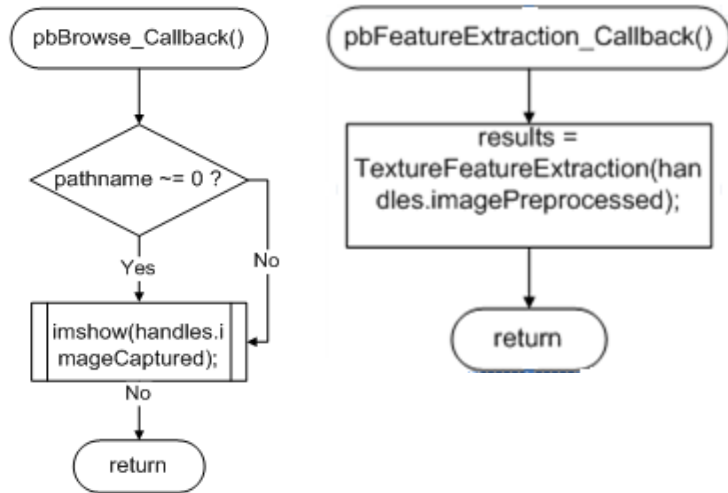 pbBrowse_Callback()
pathname ~= 0 ?
Yes
No
imshow(handles.i
mageCaptured);
No
return
pbFeatureExtraction_Callback()
results =
TextureFeatureExtraction(han
dles.imagePreprocessed);
return